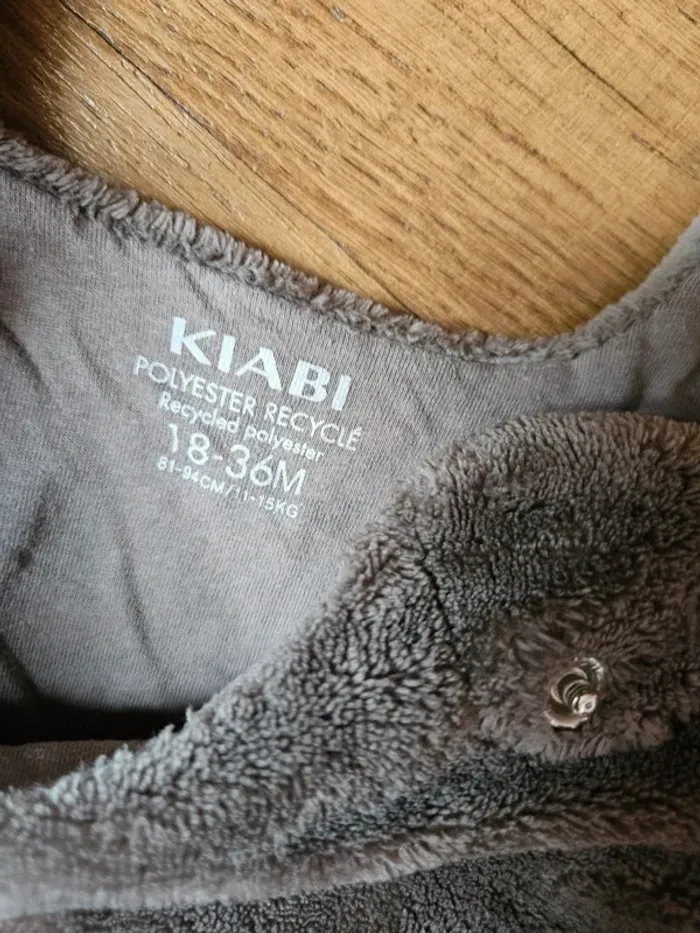 KIABI
POLYESTER RECYCLÉ
Recycled polyester
18-36M
81-94CM/11-15KG